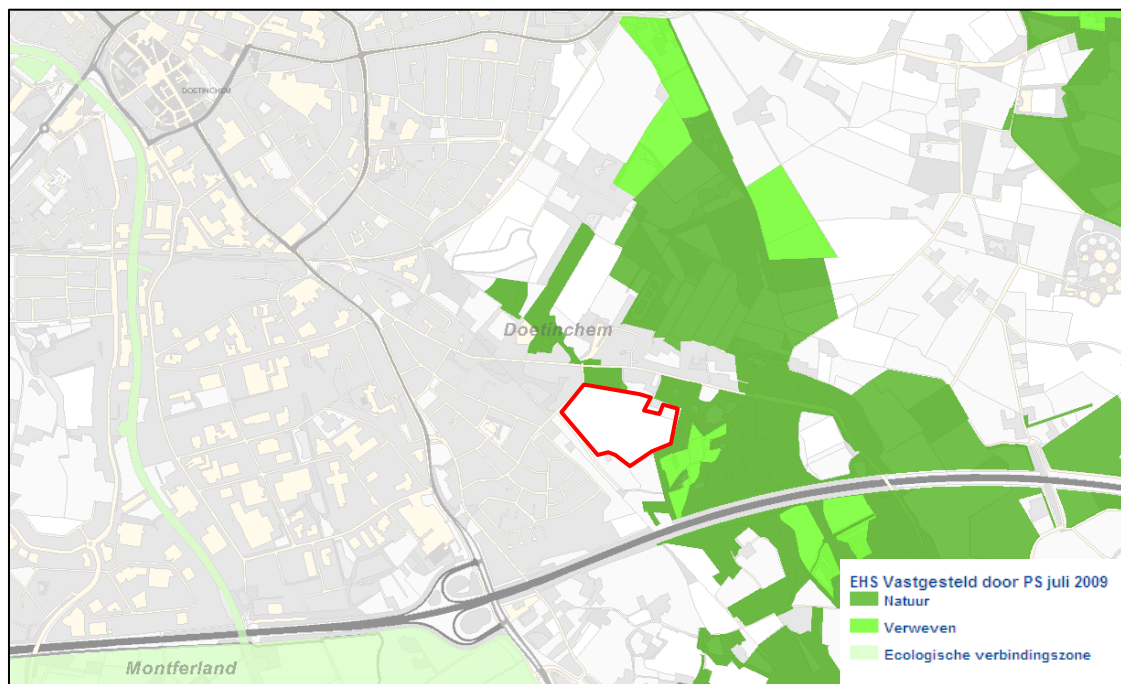 DOETINCHEM
Doetinchem
Montferland
EHS Vastgesteld door PS juli 2009
Natuur
Verweven
Ecologische verbindingszone